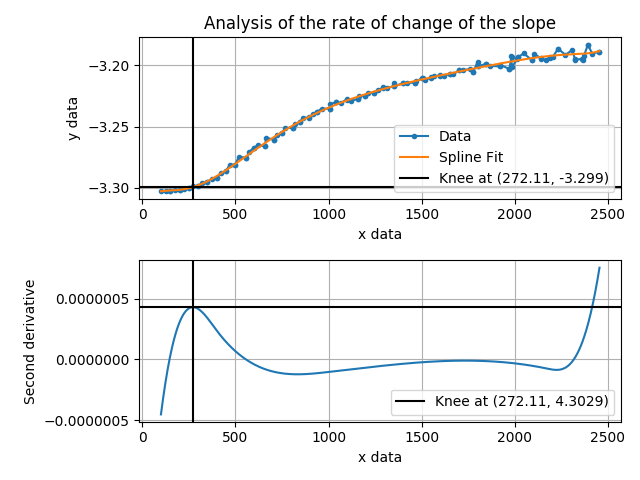 Analysis of the rate of change of the slope
y data
−3.20
−3.25
−3.30
Data
Spline Fit
Knee at (272.11, -3.299)
0 500 1000 1500 2000 2500
x data
Second derivative
0.0000005
0.0000000
−0.0000005
Knee at (272.11, 4.3029)
0 500 1000 1500 2000 2500
x data